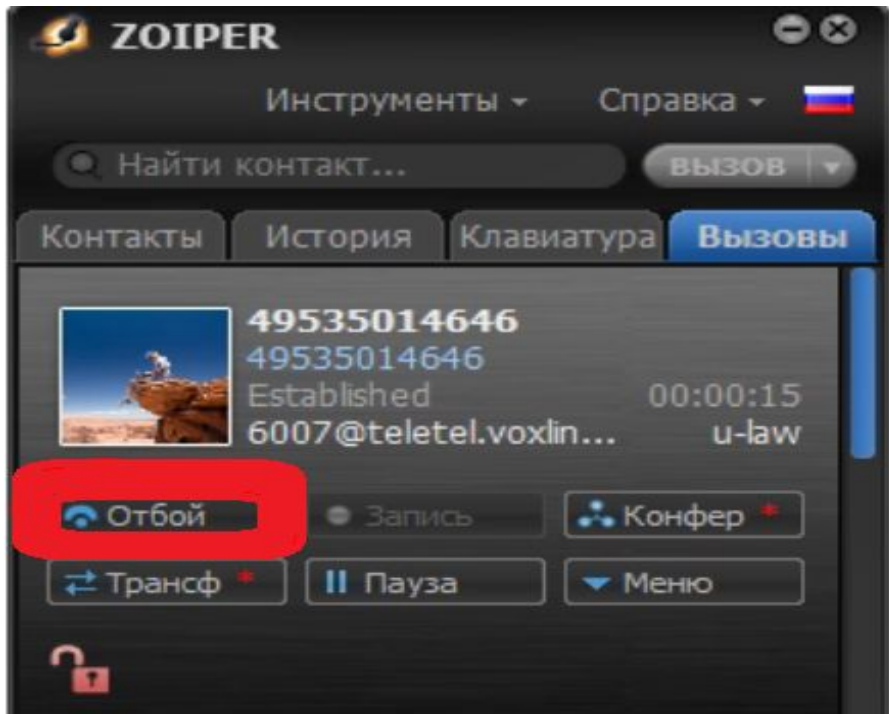 ZOIPER
Инструменты Справка
Найти контакт... вызов
Контакты История Клавиатура Вызовы
49535014646
49535014646
Established 00:00:15
6007@teletel.voxlin... u-law
Отбой Запись Конфер *
Трансф * Пауза Меню